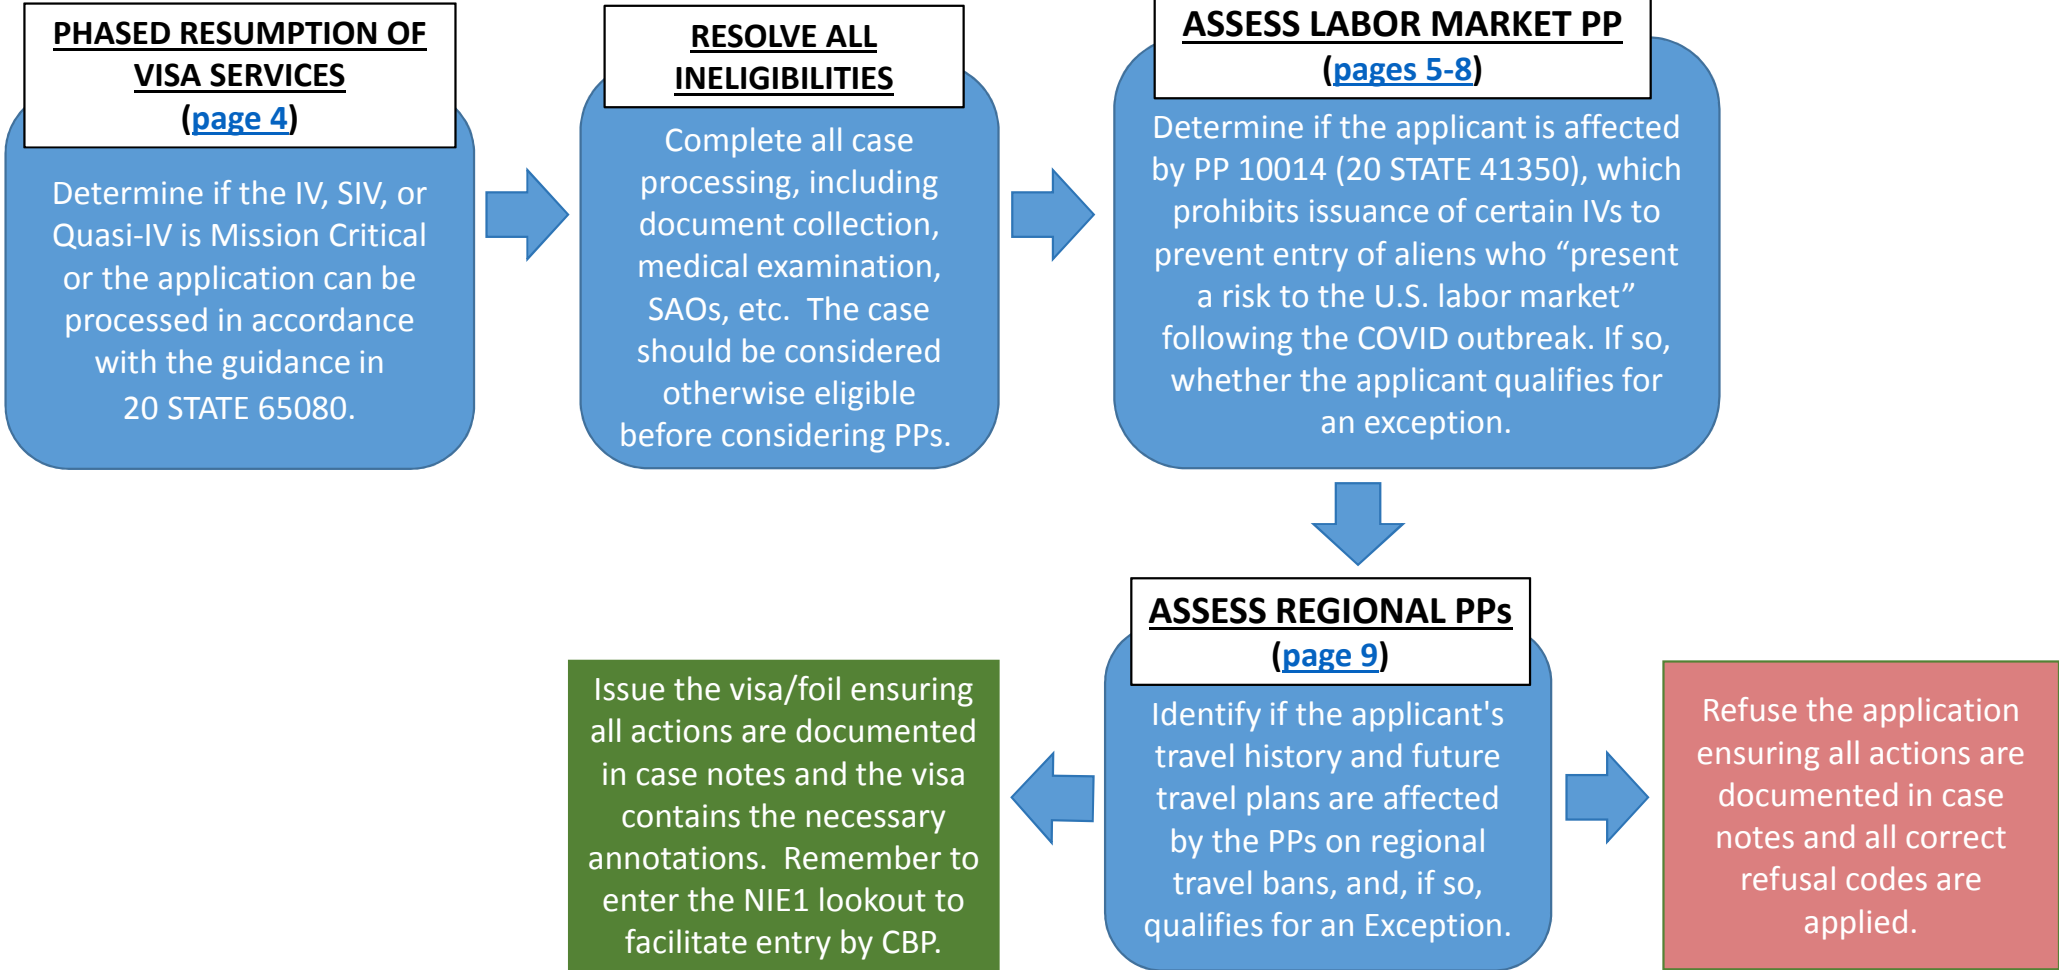 PHASED RESUMPTION OF
VISA SERVICES
(page 4)
Determine if the IV, SIV, or
Quasi-IV is Mission Critical
or the application can be
processed in accordance
with the guidance in
20 STATE 65080.
RESOLVE ALL
INELIGIBILITIES
Complete all case
processing, including
document collection,
medical examination,
SAOs, etc.  The case
should be considered
otherwise eligible
before considering PPs.
ASSESS LABOR MARKET PP
(pages 5-8)
Determine if the applicant is affected
by PP 10014 (20 STATE 41350), which
prohibits issuance of certain IVs to
prevent entry of aliens who “present
a risk to the U.S. labor market”
following the COVID outbreak. If so,
whether the applicant qualifies for
an exception.
ASSESS REGIONAL PPs
(page 9)
Identify if the applicant's
travel history and future
travel plans are affected
by the PPs on regional
travel bans, and, if so,
qualifies for an Exception.
Issue the visa/foil ensuring
all actions are documented
in case notes and the visa
contains the necessary
annotations.  Remember to
enter the NIE1 lookout to
facilitate entry by CBP.
Refuse the application
ensuring all actions are
documented in case
notes and all correct
refusal codes are
applied.